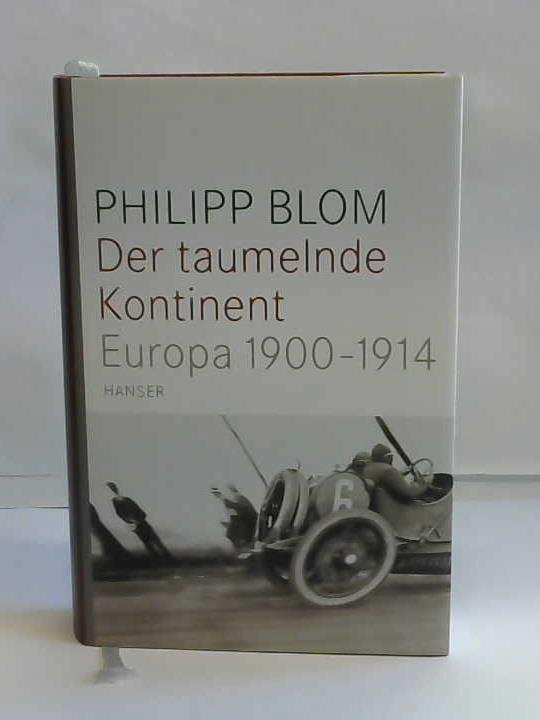 PHILIPP BLOM
Der taumelnde
Kontinent
Europa 1900–1914
HANSER
6